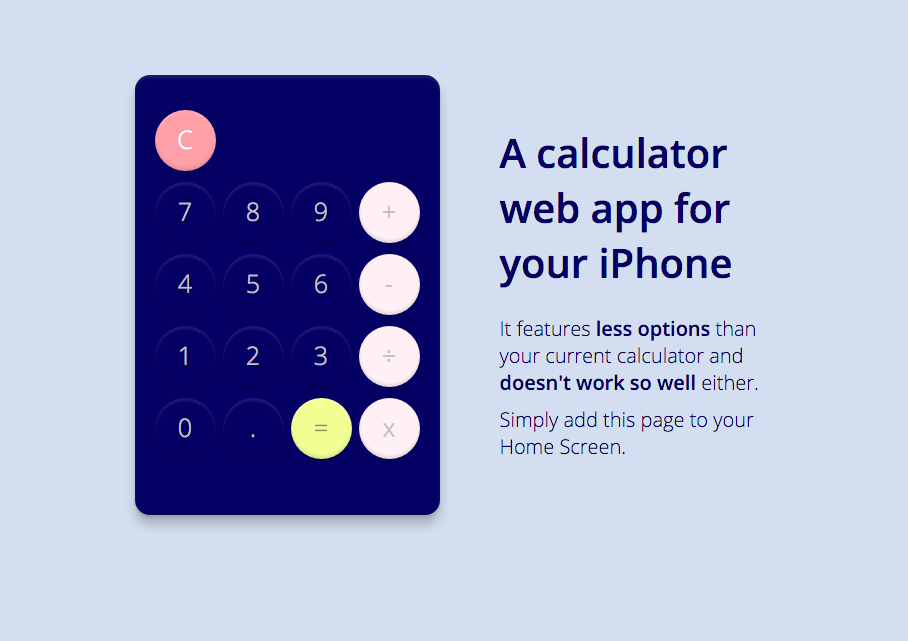 C
7 8 9 +
4 5 6 -
1 2 3 ÷
0 . = x
A calculator
web app for
your iPhone
It features less options than
your current calculator and
doesn't work so well either.
Simply add this page to your
Home Screen.